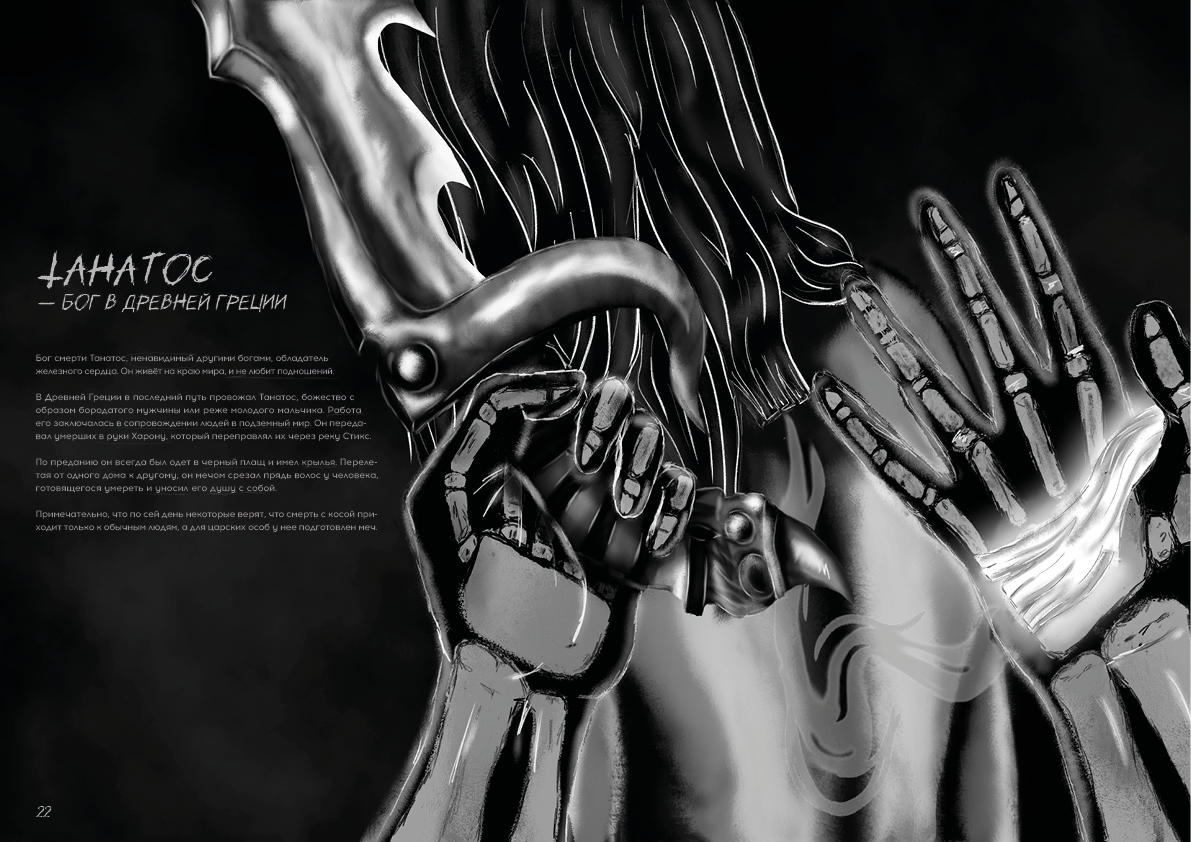 ТАНАТОС
— БОГ В ДРЕВНЕЙ ГРЕЦИИ
Бог смерти Танатос, ненавидимый другими богами, обладатель
железного сердца. Он живёт на краю мира, и не любит подношений.
В Древней Греции в последний путь провожал Танатос, божество с
образом бородатого мужчины или реже молодого мальчика. Работа
его заключалась в сопровождении людей в подземный мир. Он переда-
вал умерших в руки Харону, который переправлял их через реку Стикс.
По преданию он всегда был одет в черный плащ и имел крылья. Переле-
тая от одного дома к другому, он мечом срезал прядь волос у человека,
готовящегося умереть и уносил его душу с собой.
Примечательно, что по сей день некоторые верят, что смерть с косой при-
ходит только к обычным людям, а для царских особ у нее подготовлен меч.
22